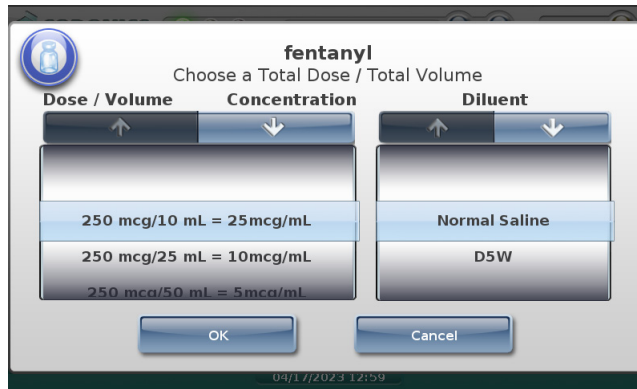 fentanyl
Choose a Total Dose / Total Volume
Dose / Volume Concentration Diluent
250 mcg/10 mL = 25mcg/mL Normal Saline
250 mcg/25 mL = 10mcg/mL D5W
250 mcg/50 mL = 5mcg/mL
OK Cancel
04/17/2023 12:59